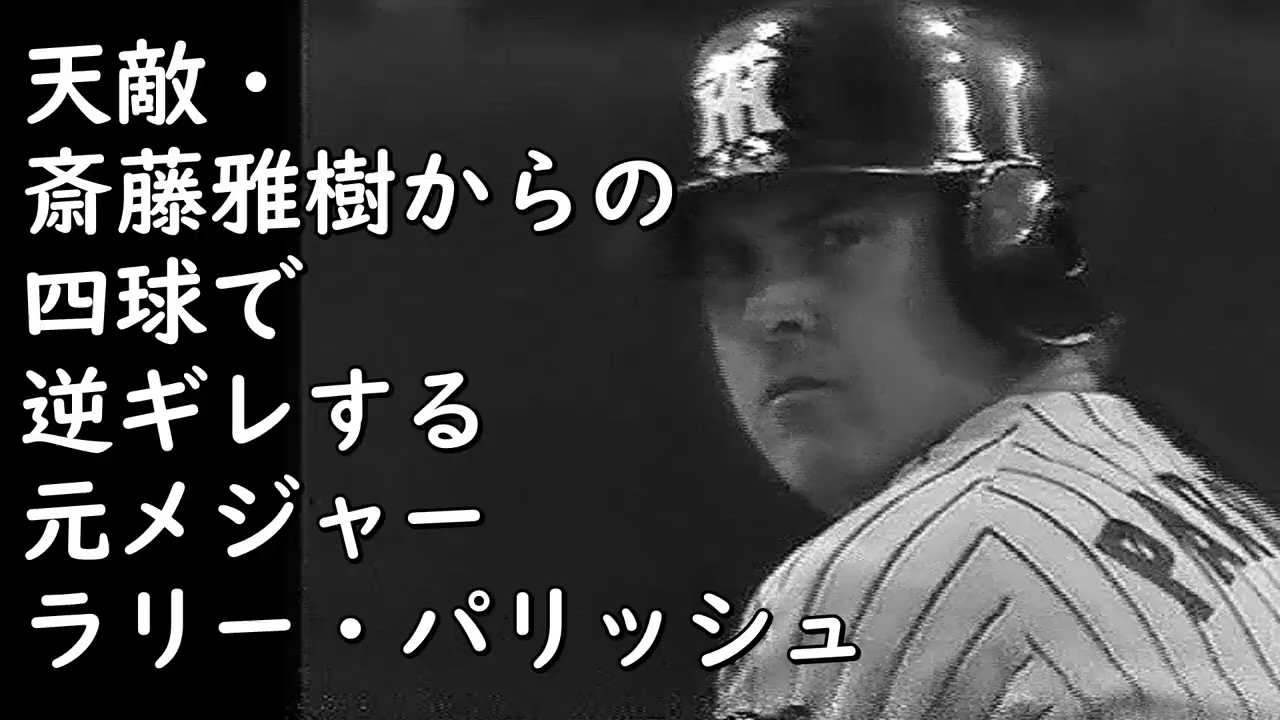 天敵・
斎藤雅樹からの
四球で
逆ギレする
元メジャー
ラリー・パリッシュ